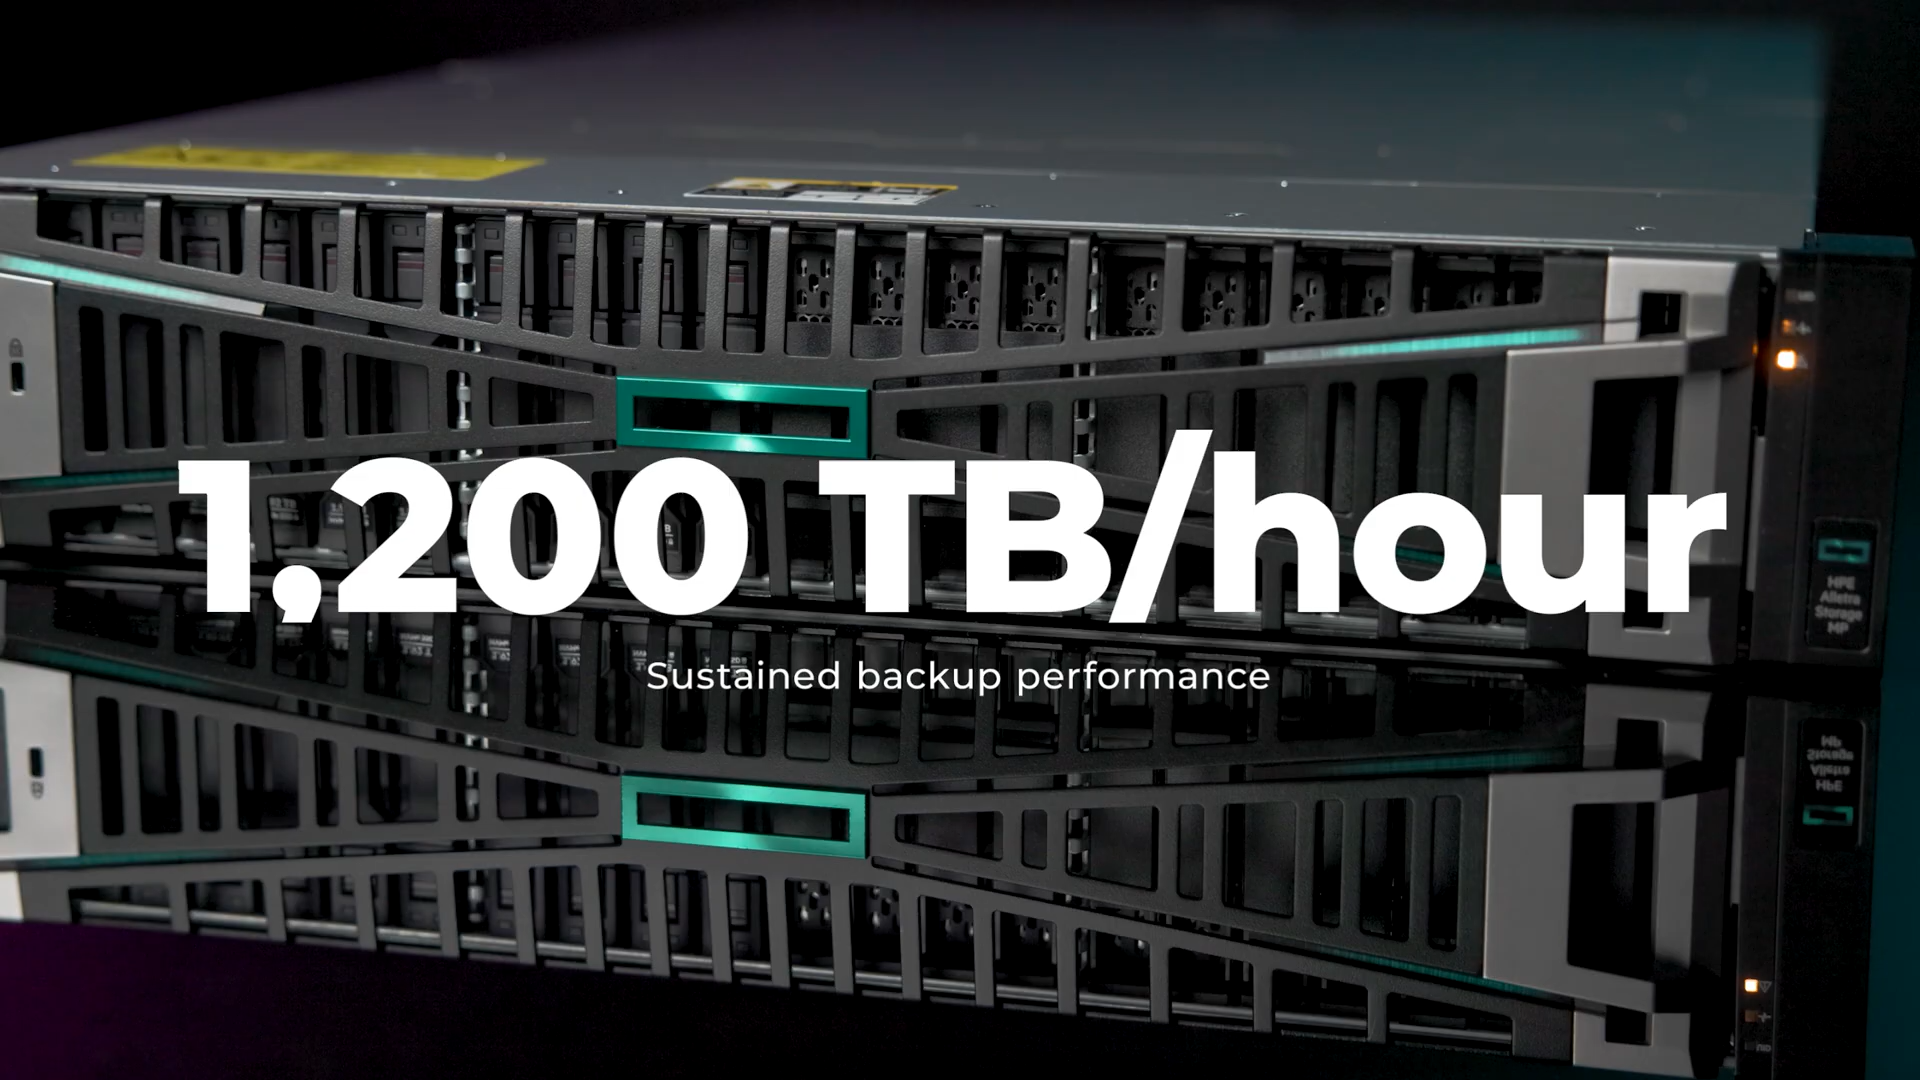 1,200 TB/hour
Sustained backup performance
HPE
Alletra
Storage
MP